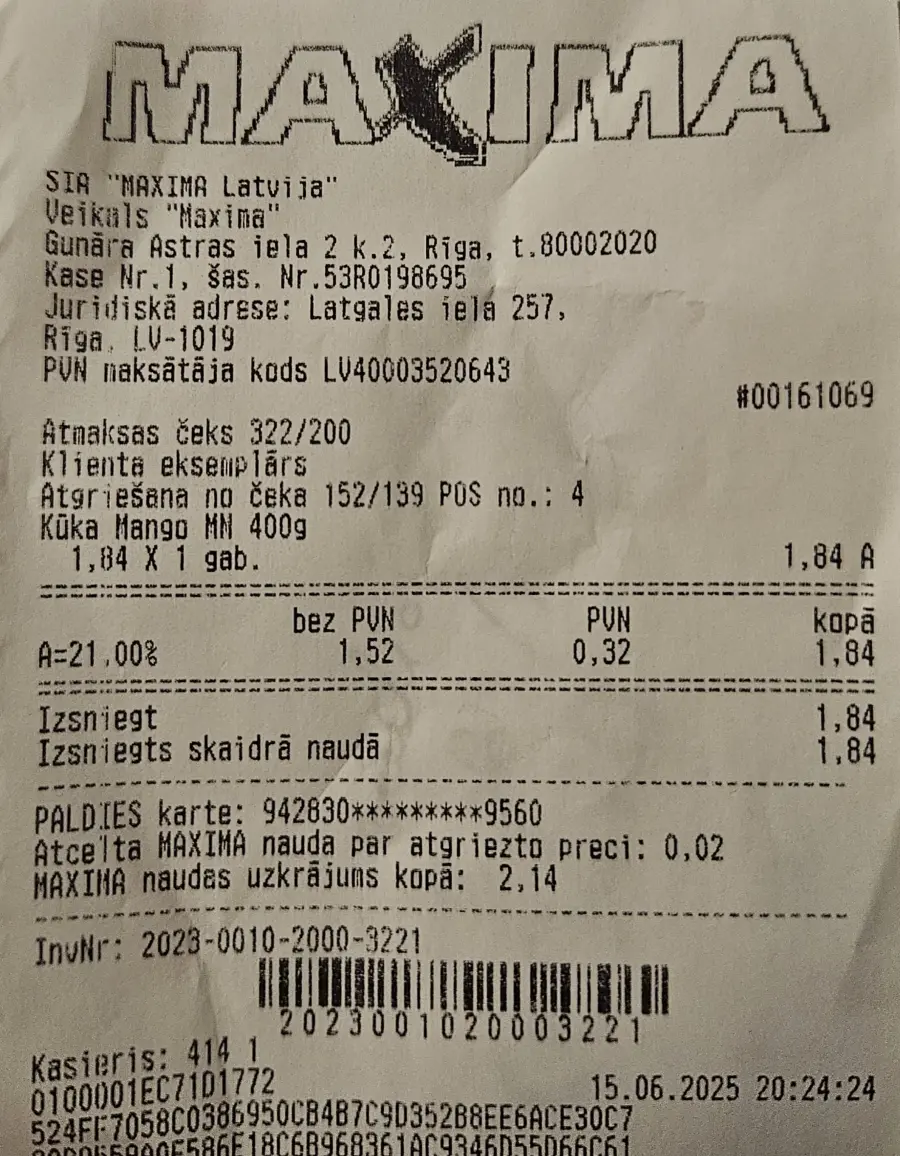 MAXIMA
SIA "MAXIMA Latvija"
Veikals "Maxima"
Gunāra Astras iela 2 k.2, Rīga, t.80002020
Kase Nr.1, šas. Nr.53R0198695
Juridiskā adrese: Latgales iela 257,
Rīga, LV-1019
PVN maksātāja kods LV40003520643
#00161069
Atmaksas čeks 322/200
Klienta eksemplārs
Atgriešana no čeka 152/139 POS no.: 4
Kūka Mango MN 400g
1,84 X 1 gab. 1,84 A
bez PVN PVN kopā
A=21,00% 1,52 0,32 1,84
Izsniegt 1,84
Izsniegts skaidrā naudā 1,84
PALDIES karte: 942830*********9560
Atcelta MAXIMA nauda par atgriezto preci: 0,02
MAXIMA naudas uzkrājums kopā: 2,14
InvNr: 2023-0010-2000-3221
2023001020003221
Kasieris: 414 1
0100001EC71D1772 15.06.2025 20:24:24
524FF7058C0386950CB4B7C9D352B8EE6ACE30C7